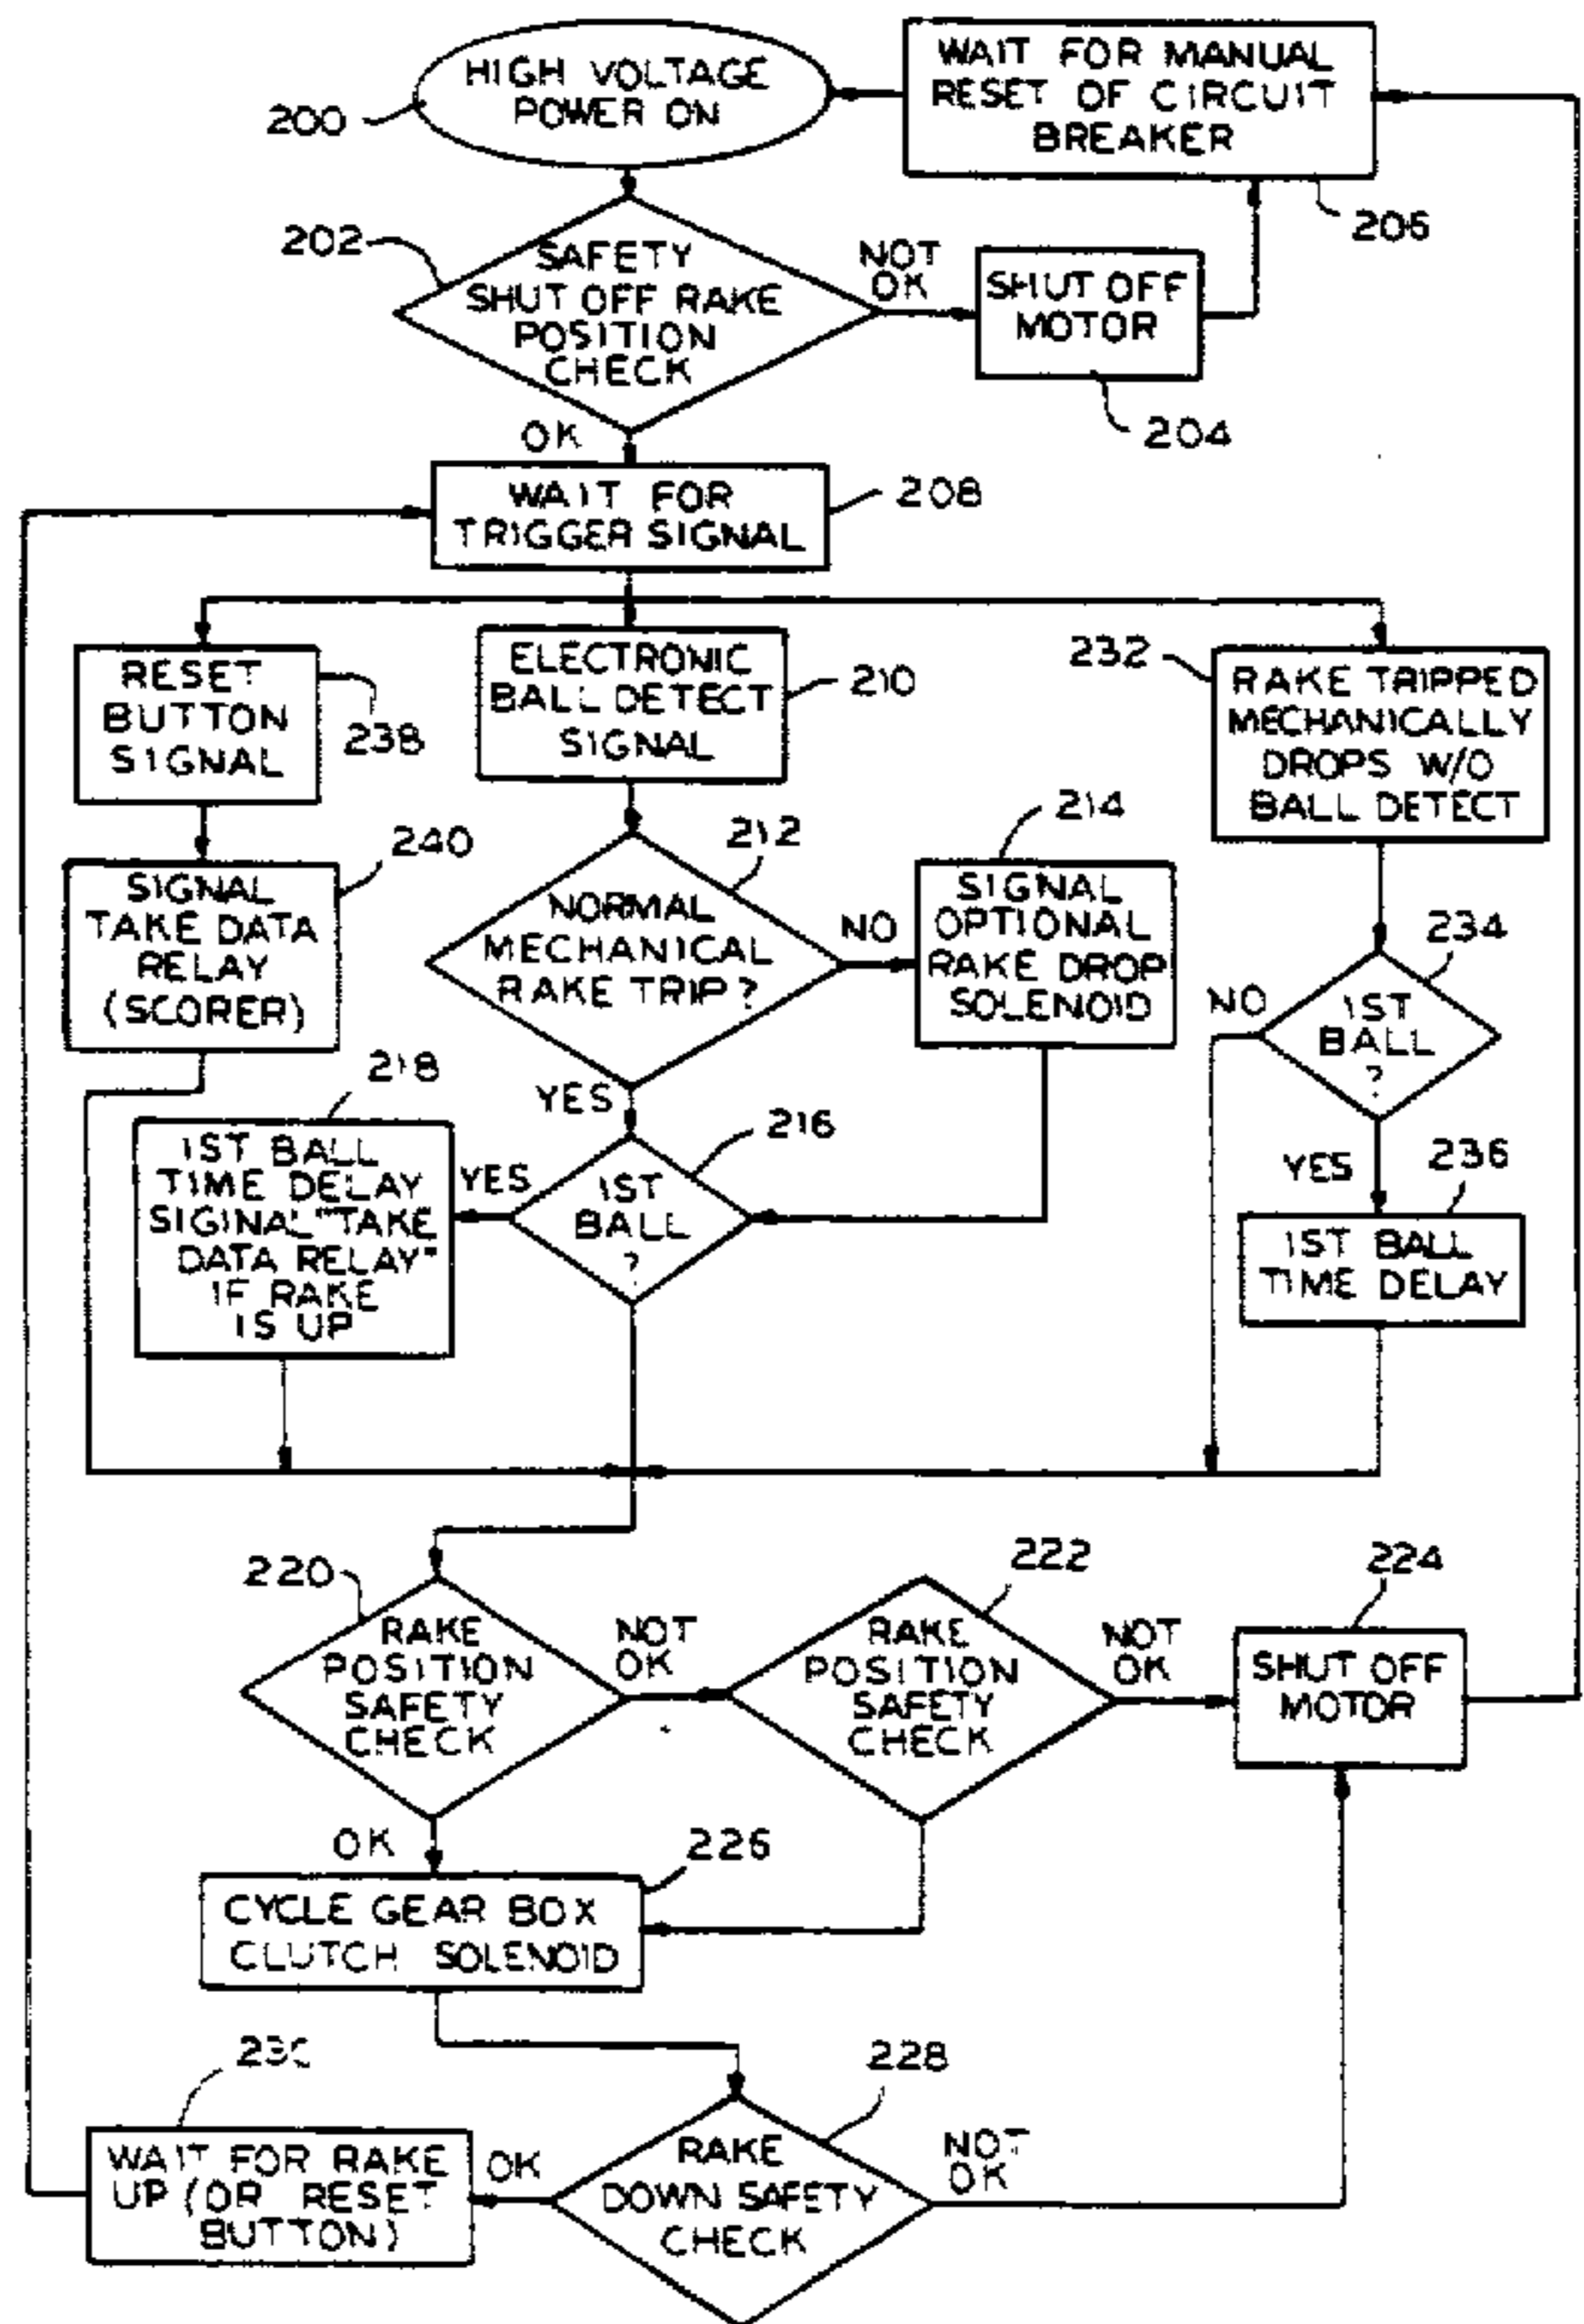 HIGH VOLTAGE
POWER ON
200
WAIT FOR MANUAL
RESET OF CIRCUIT
BREAKER
206
202
SAFETY
SHUT OFF RAKE
POSITION
CHECK
NOT
OK
SHUT OFF
MOTOR
204
OK
WAIT FOR
TRIGGER SIGNAL
208
RESET
BUTTON
SIGNAL
238
ELECTRONIC
BALL DETECT
SIGNAL
210
232
RAKE TRIPPED
MECHANICALLY
DROPS W/O
BALL DETECT
240
SIGNAL
TAKE DATA
RELAY
(SCORER)
212
NORMAL
MECHANICAL
RAKE TRIP?
NO
214
SIGNAL
OPTIONAL
RAKE DROP
SOLENOID
234
1ST
BALL
?
NO
YES
218
1ST BALL
TIME DELAY
SIGINAL "TAKE
DATA RELAY"
IF RAKE
IS UP
YES
216
1ST
BALL
?
YES
236
1ST BALL
TIME DELAY
220
RAKE
POSITION
SAFETY
CHECK
NOT
OK
222
RAKE
POSITION
SAFETY
CHECK
NOT
OK
224
SHUT OFF
MOTOR
OK
226
CYCLE GEAR BOX
CLUTCH SOLENOID
WAIT FOR RAKE
UP (OR RESET
BUTTON)
OK
228
RAKE
DOWN SAFETY
CHECK
NOT
OK